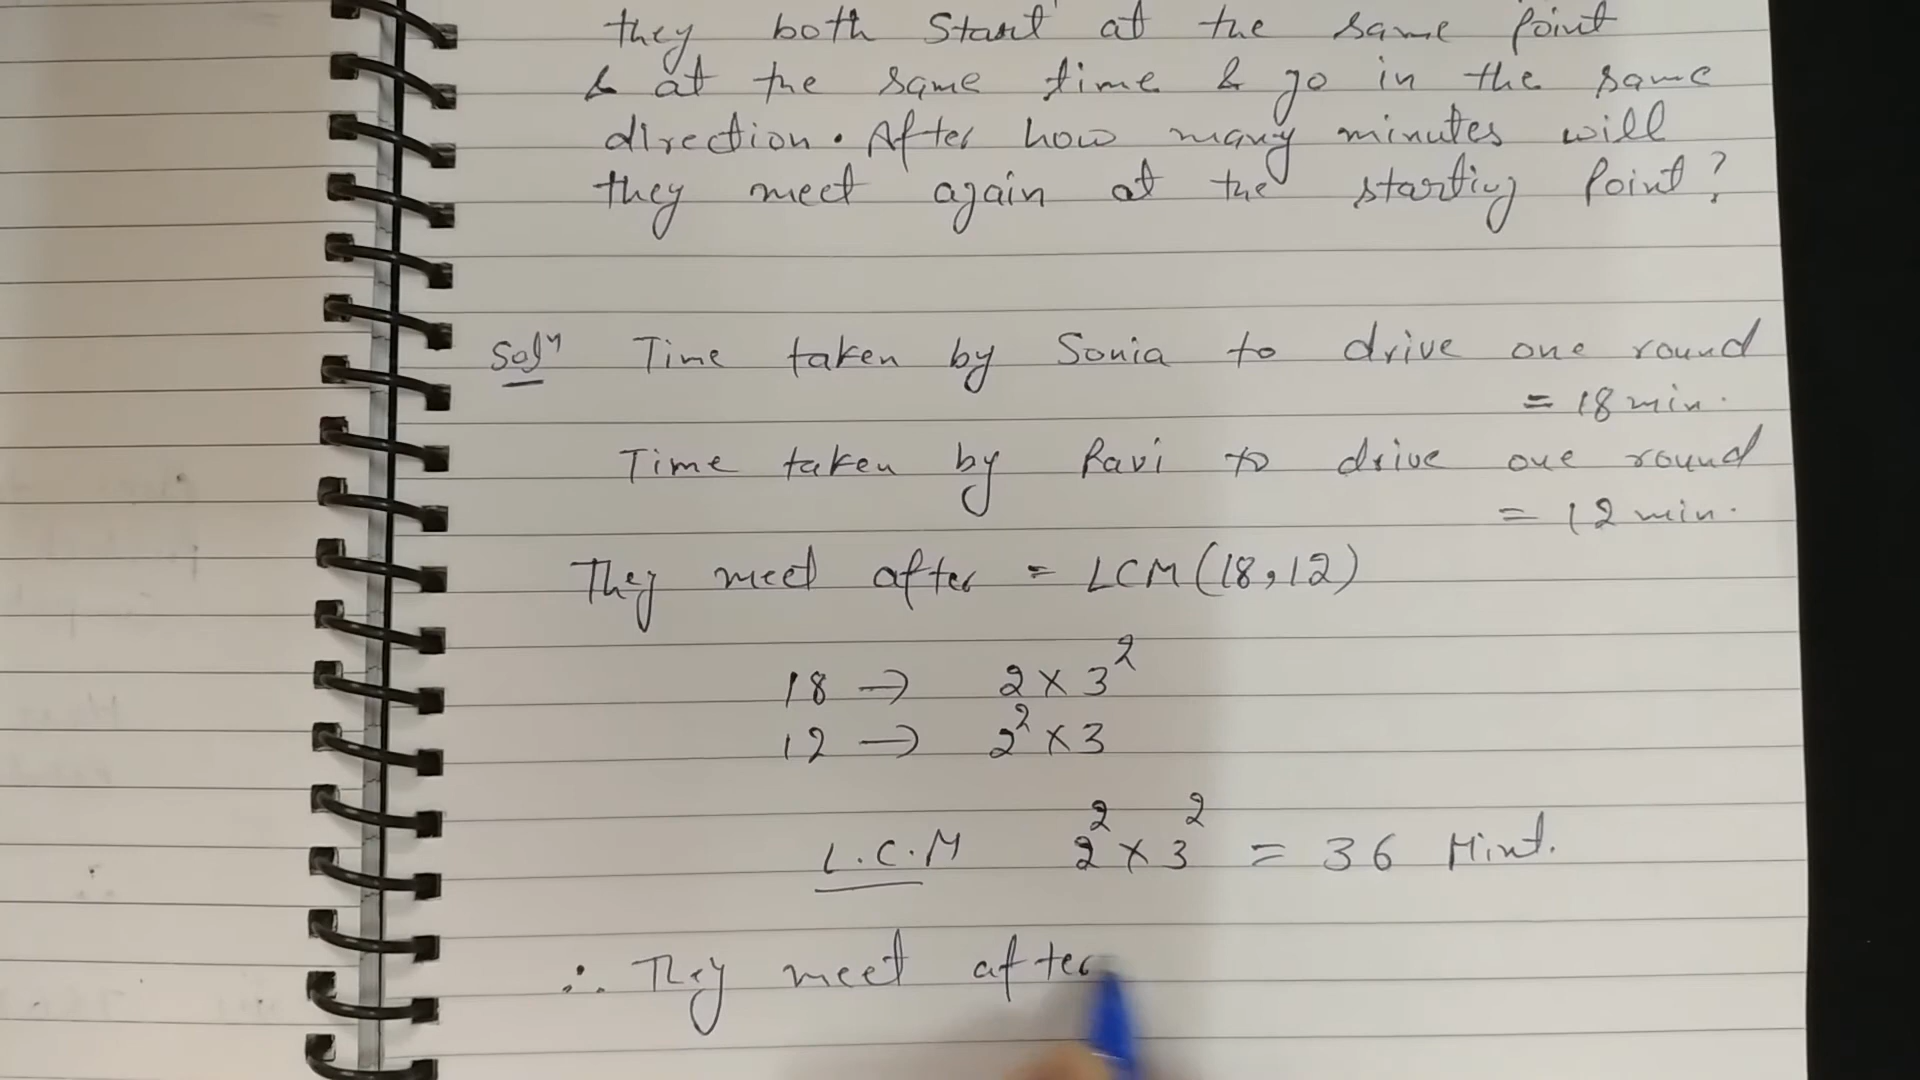 they both Start at the same Point
& at the same time & go in the same
direction. After how many minutes will
they meet again at the starting Point?
Solⁿ Time taken by Sonia to drive one round
= 18 min.
Time taken by Ravi to drive one round
= 12 min.
They meet after = LCM(18,12)
18 → 2 × 3²
12 → 2² × 3
L.C.M 2² × 3² = 36 Mint.
∴ They meet after